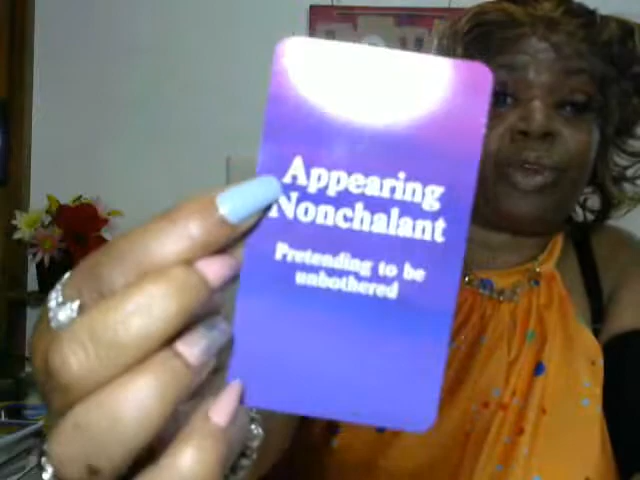 Appearing
Nonchalant
Pretending to be
unbothered